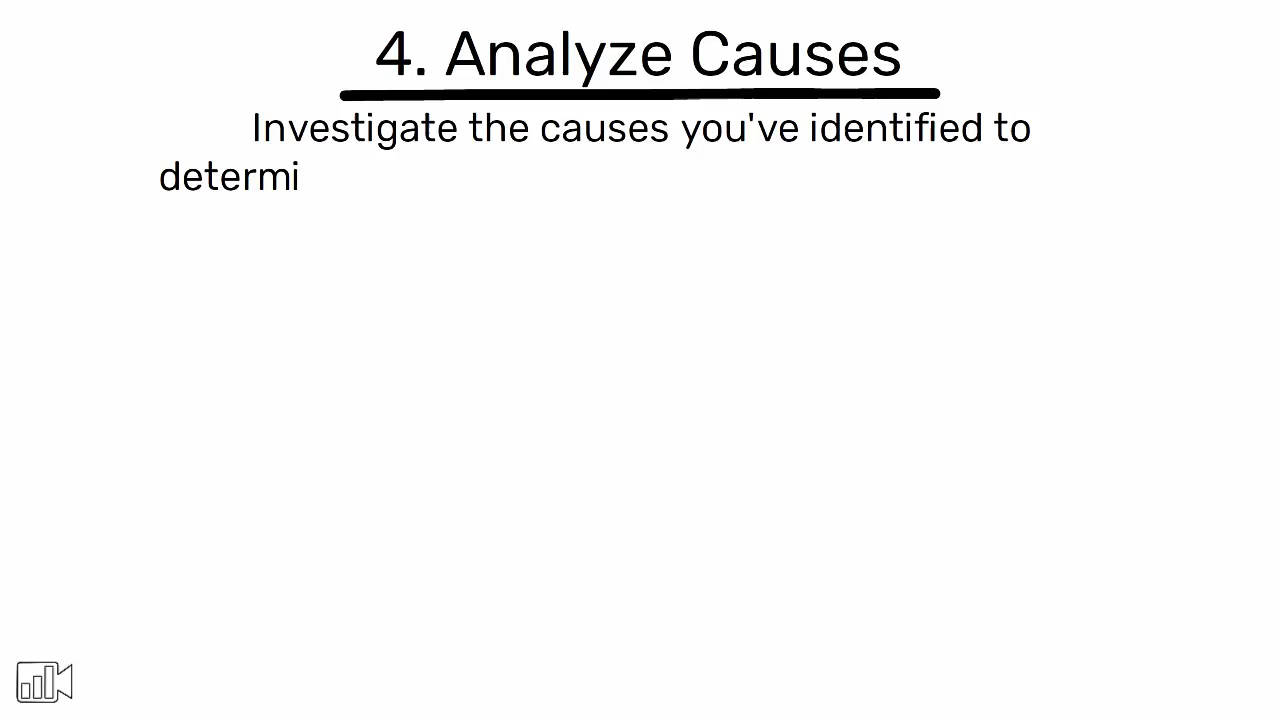 4. Analyze Causes
Investigate the causes you've identified to
determi